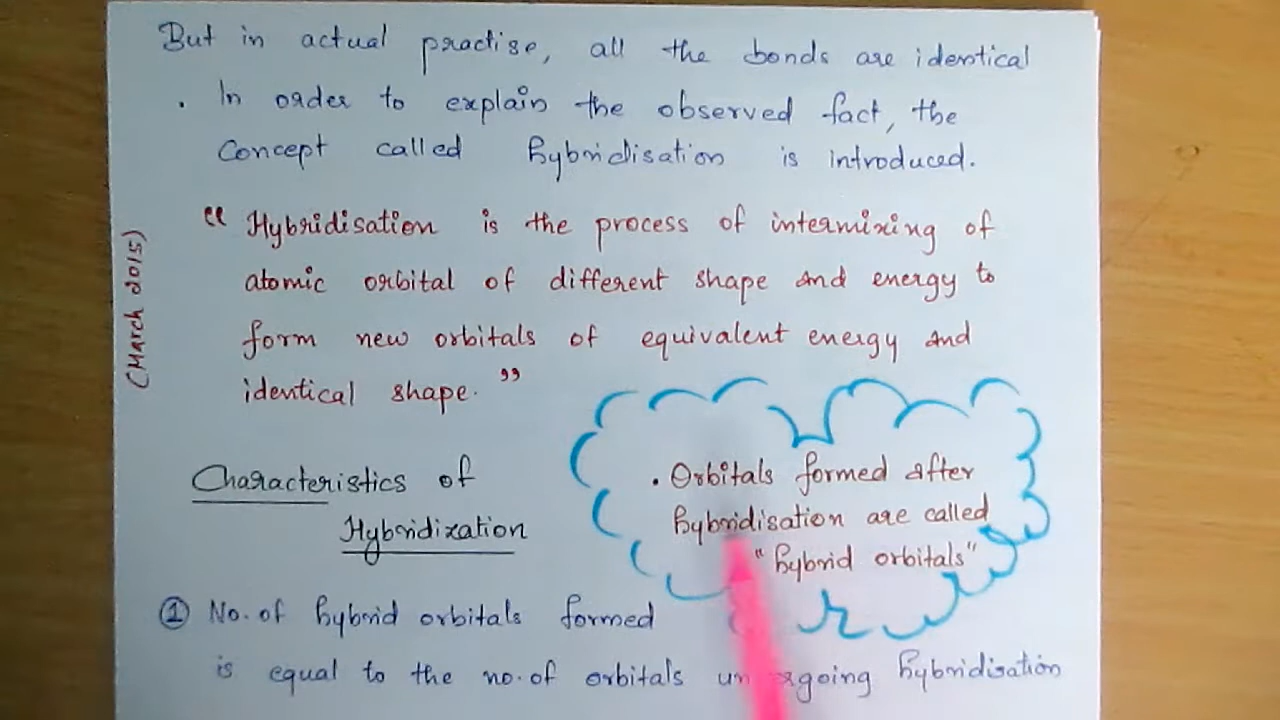 But in actual practise, all the bonds are identical
. In order to explain the observed fact, the
concept called hybridisation is introduced.
(March 2015)
"Hybridisation is the process of intermixing of
atomic orbital of different shape and energy to
form new orbitals of equivalent energy and
identical shape."
Characteristics of
Hybridization
. Orbitals formed after
hybridisation are called
"hybrid orbitals"
① No. of hybrid orbitals formed
is equal to the no. of orbitals hybridisation